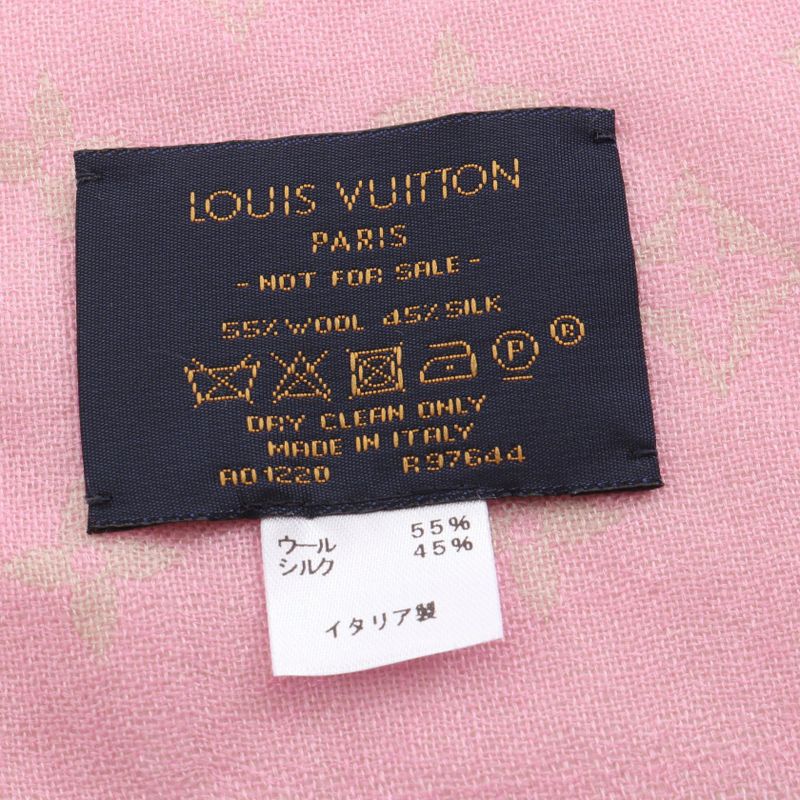 LOUIS VUITTON
PARIS
- NOT FOR SALE -
55% WOOL 45% SILK
P
®
DRY CLEAN ONLY
MADE IN ITALY
AO1220 R97644
ウール 55%
シルク 45%
イタリア製